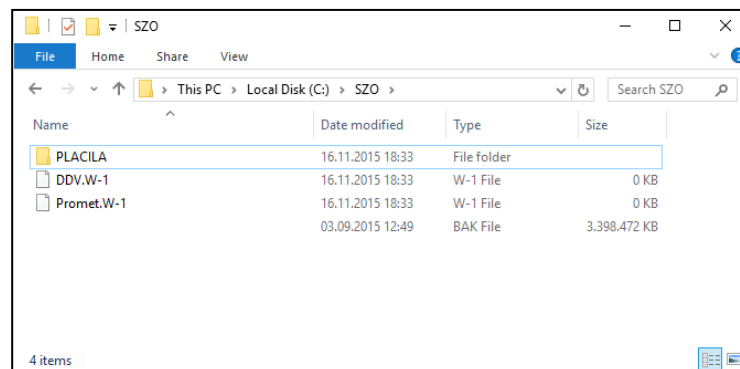 SZO
File Home Share View
This PC > Local Disk (C:) > SZO >
Search SZO
Name Date modified Type Size
PLACILA 16.11.2015 18:33 File folder
DDV.W-1 16.11.2015 18:33 W-1 File 0 KB
Promet.W-1 16.11.2015 18:33 W-1 File 0 KB
03.09.2015 12:49 BAK File 3.398.472 KB
4 items